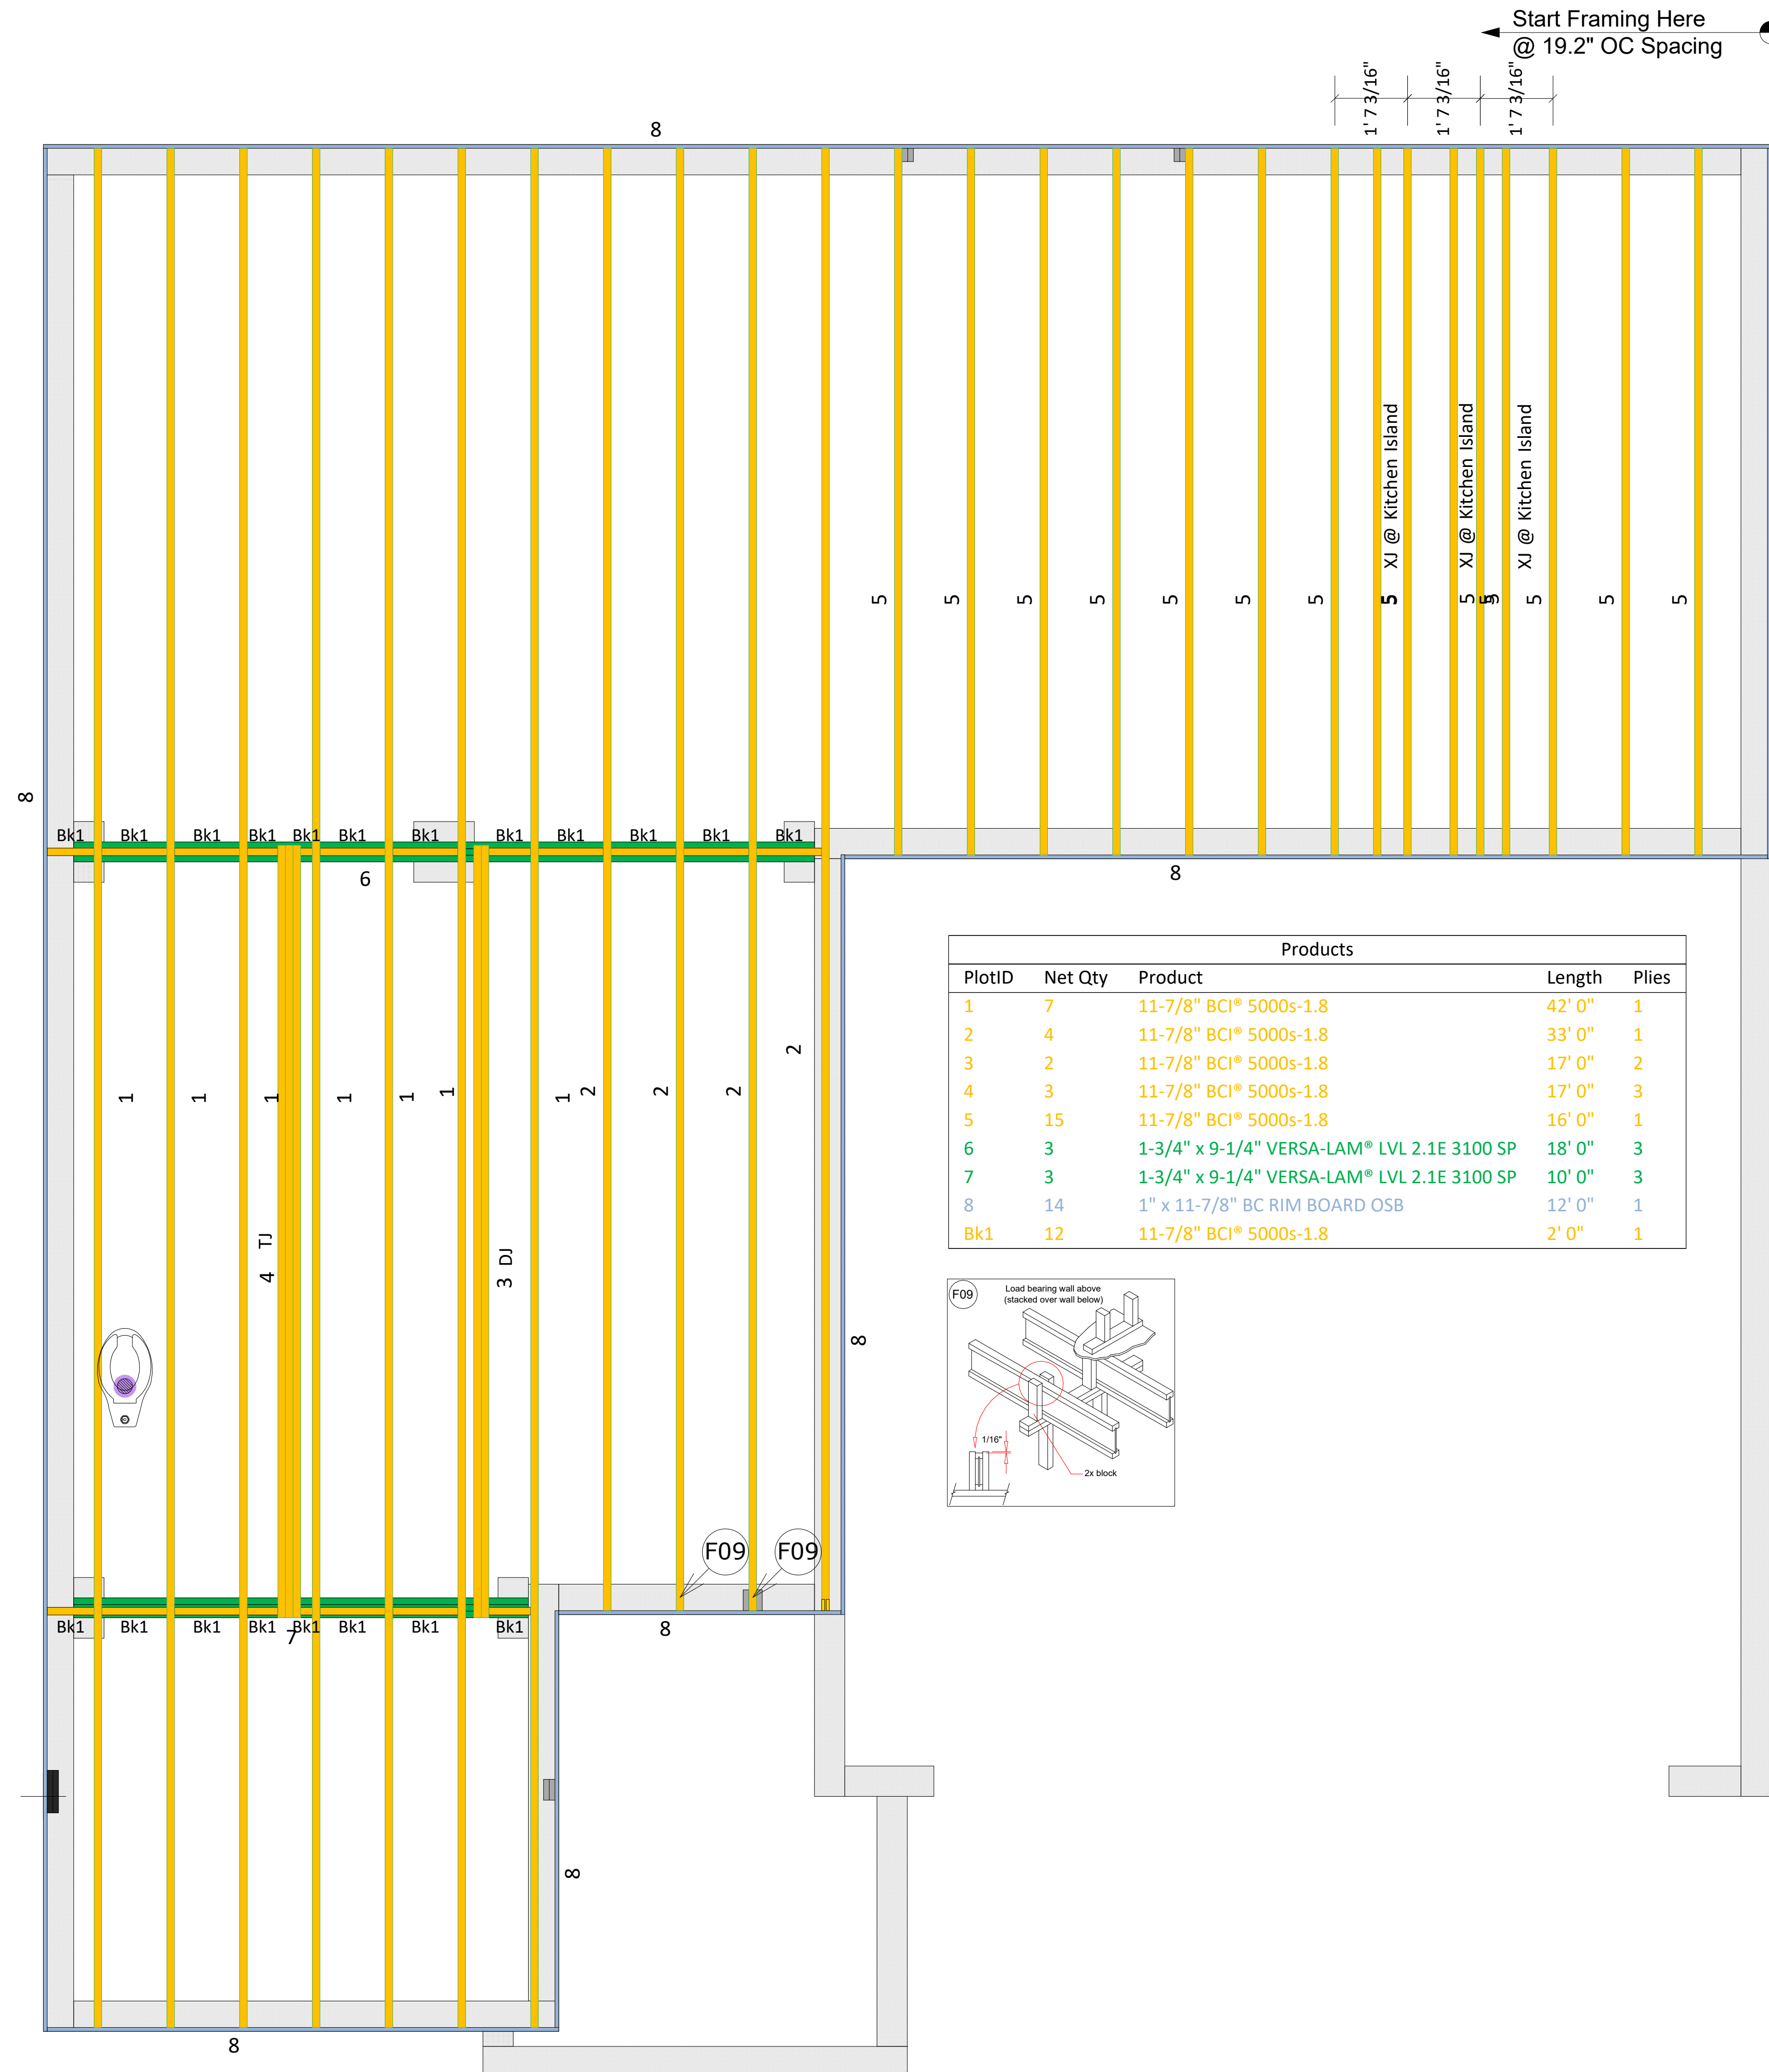 Start Framing Here
@ 19.2" OC Spacing
1' 7 3/16"
1' 7 3/16"
1' 7 3/16"
8
XJ @ Kitchen Island
XJ @ Kitchen Island
XJ @ Kitchen Island
5
5
5
5
5
5
5
5
5
5
5
5
5
8
Bk1
Bk1
Bk1
Bk1
Bk1
Bk1
Bk1
Bk1
Bk1
Bk1
Bk1
Bk1
6
8
Products
PlotID Net Qty Product Length Plies
1 7 11-7/8" BCI® 5000s-1.8 42' 0" 1
2 4 11-7/8" BCI® 5000s-1.8 33' 0" 1
3 2 11-7/8" BCI® 5000s-1.8 17' 0" 2
4 3 11-7/8" BCI® 5000s-1.8 17' 0" 3
5 15 11-7/8" BCI® 5000s-1.8 16' 0" 1
6 3 1-3/4" x 9-1/4" VERSA-LAM® LVL 2.1E 3100 SP 18' 0" 3
7 3 1-3/4" x 9-1/4" VERSA-LAM® LVL 2.1E 3100 SP 10' 0" 3
8 14 1" x 11-7/8" BC RIM BOARD OSB 12' 0" 1
Bk1 12 11-7/8" BCI® 5000s-1.8 2' 0" 1
1
1
1
1
1
1
1
2
2
2
2
4 TJ
3 DJ
8
F09
Load bearing wall above
(stacked over wall below)
1/16"
2x block
F09
F09
Bk1
Bk1
Bk1
Bk1
Bk1
Bk1
Bk1
Bk1
7
8
8
8